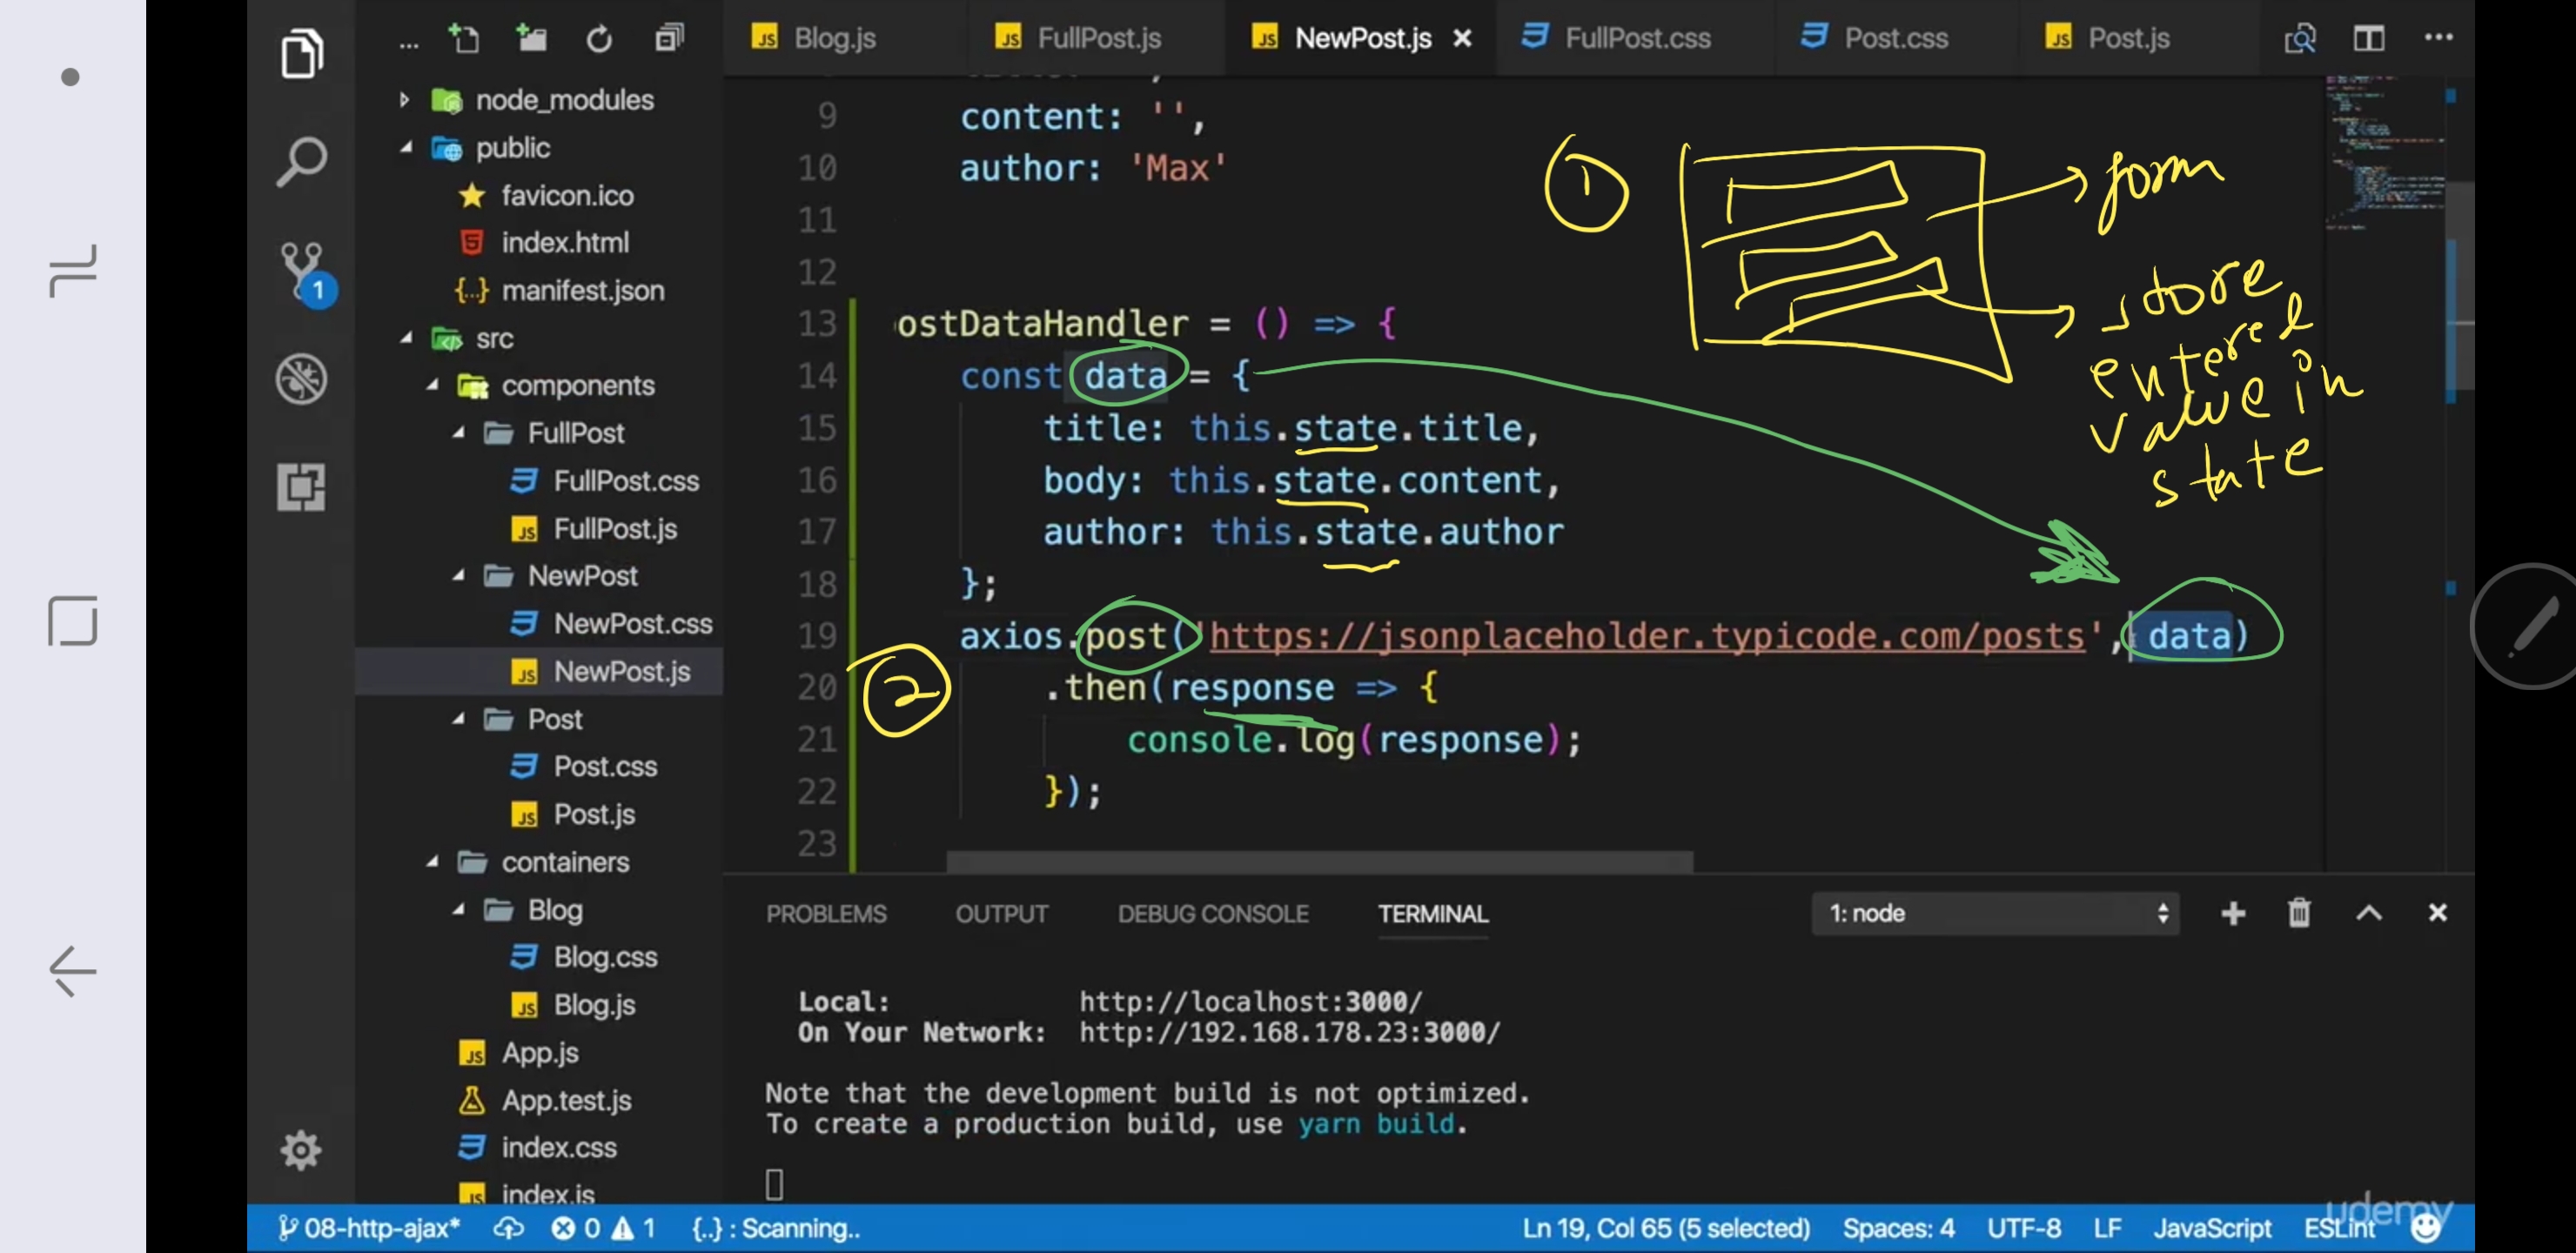 Blog.js FullPost.js NewPost.js FullPost.css Post.css Post.js
node_modules
public
favicon.ico
index.html
manifest.json
1
src
components
FullPost
FullPost.css
FullPost.js
NewPost
NewPost.css
NewPost.js
Post
Post.css
Post.js
containers
Blog
Blog.css
Blog.js
App.js
App.test.js
index.css
index.js
9 content: '',
10 author: 'Max'
11
12
13 ostDataHandler = () => {
14 const data = {
15 title: this.state.title,
16 body: this.state.content,
17 author: this.state.author
18 };
19 axios.post('https://jsonplaceholder.typicode.com/posts', data)
20 .then(response => {
21 console.log(response);
22 });
23
1
form
store
entered
value in
state
2
PROBLEMS OUTPUT DEBUG CONSOLE TERMINAL 1: node
Local: http://localhost:3000/
On Your Network: http://192.168.178.23:3000/
Note that the development build is not optimized.
To create a production build, use yarn build.
udemy
08-http-ajax* 0 1 {..} : Scanning.. Ln 19, Col 65 (5 selected) Spaces: 4 UTF-8 LF JavaScript ESLint